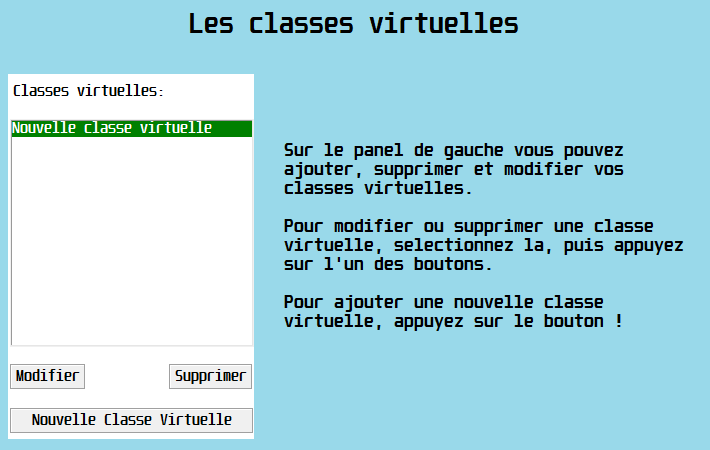 Les classes virtuelles
Classes virtuelles:
Nouvelle classe virtuelle
Sur le panel de gauche vous pouvez
ajouter, supprimer et modifier vos
classes virtuelles.
Pour modifier ou supprimer une classe
virtuelle, selectionnez la, puis appuyez
sur l'un des boutons.
Pour ajouter une nouvelle classe
virtuelle, appuyez sur le bouton !
Modifier
Supprimer
Nouvelle Classe Virtuelle